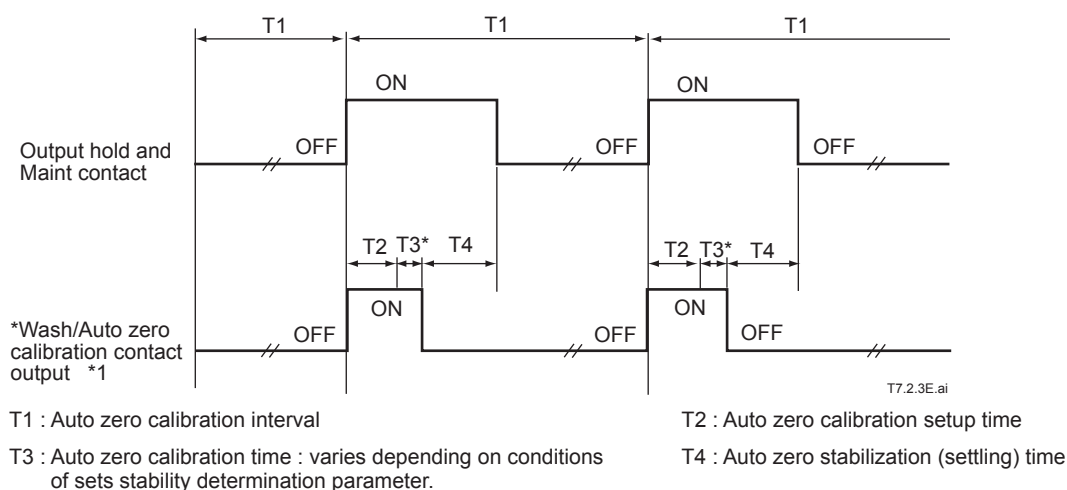 T1 T1 T1
ON ON
Output hold and OFF OFF OFF
Maint contact
T2 T3* T4 T2 T3* T4
ON ON
*Wash/Auto zero OFF OFF OFF
calibration contact
output *1
T7.2.3E.ai
T1 : Auto zero calibration interval T2 : Auto zero calibration setup time
T3 : Auto zero calibration time : varies depending on conditions T4 : Auto zero stabilization (settling) time
of sets stability determination parameter.